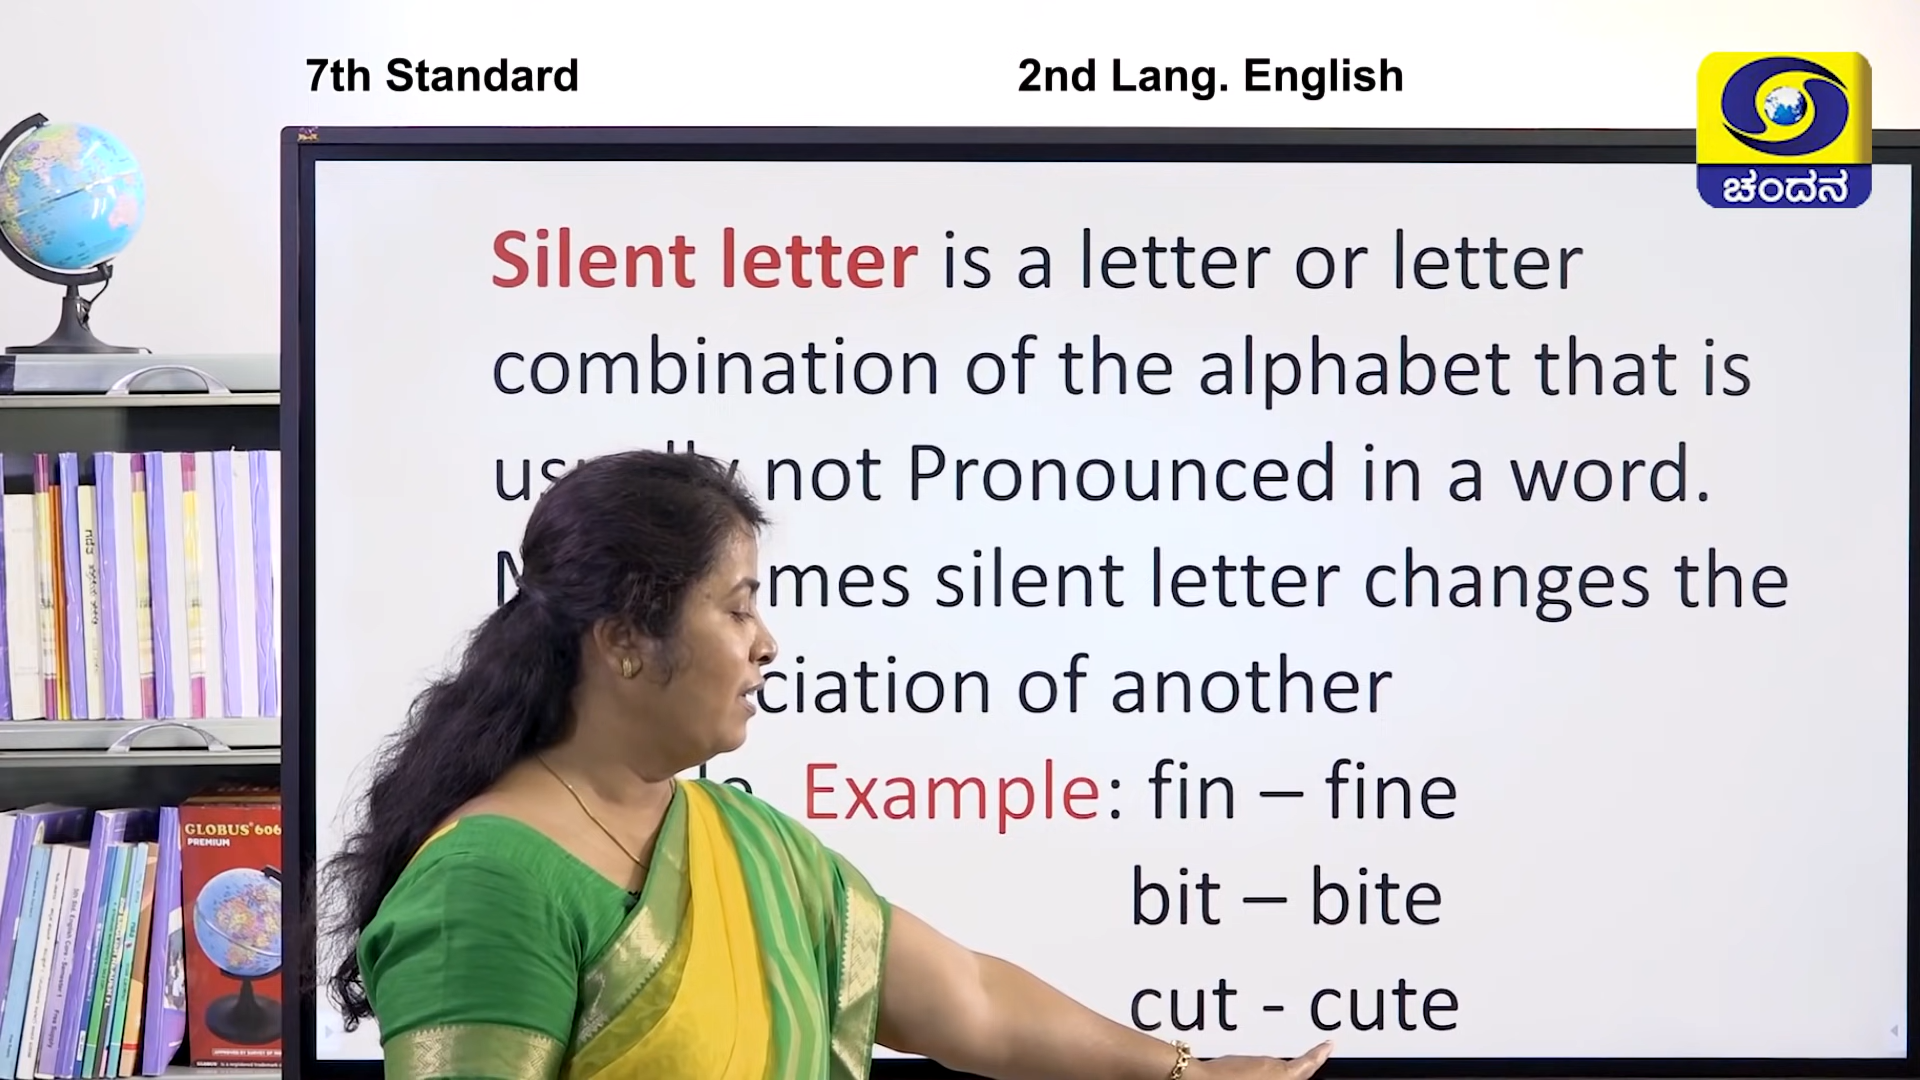 7th Standard
2nd Lang. English
ಚಂದನ
Silent letter is a letter or letter
combination of the alphabet that is
not Pronounced in a word.
silent letter changes the
of another
Example: fin – fine
bit – bite
cut - cute
GLOBUS 606
PREMIUM